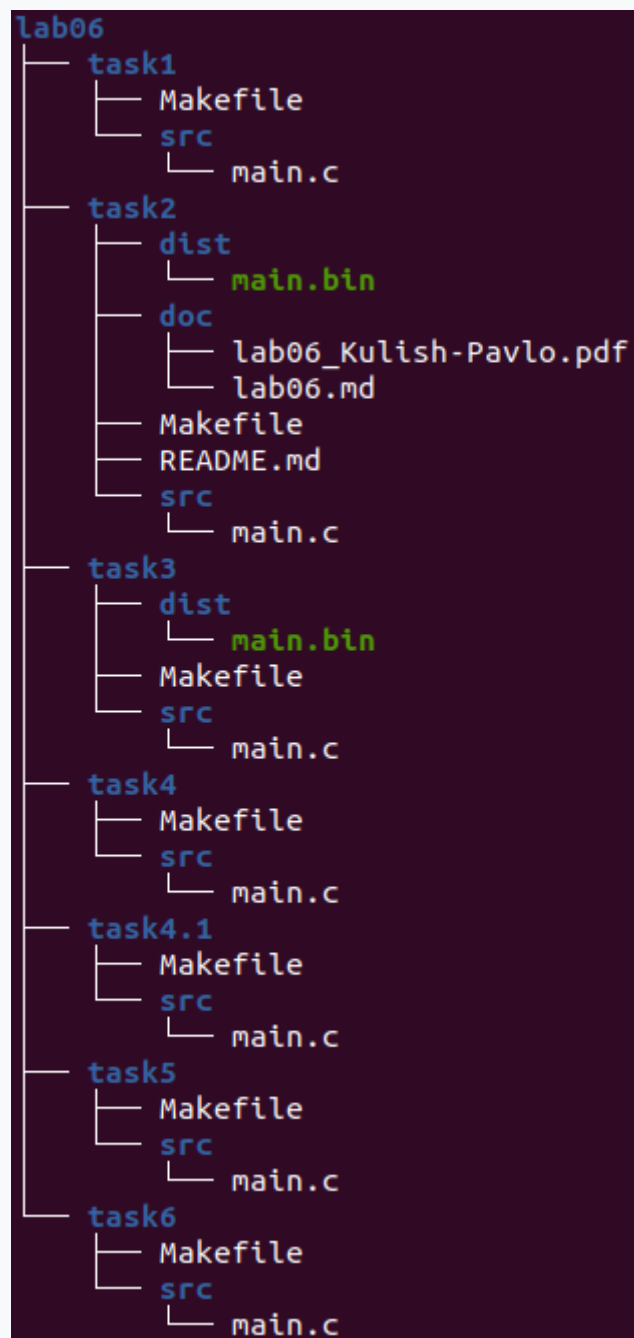 lab06
├── task1
│   ├── Makefile
│   └── src
│       └── main.c
├── task2
│   ├── dist
│   │   └── main.bin
│   ├── doc
│   │   ├── lab06_Kulish-Pavlo.pdf
│   │   └── lab06.md
│   ├── Makefile
│   ├── README.md
│   └── src
│       └── main.c
├── task3
│   ├── dist
│   │   └── main.bin
│   ├── Makefile
│   └── src
│       └── main.c
├── task4
│   ├── Makefile
│   └── src
│       └── main.c
├── task4.1
│   ├── Makefile
│   └── src
│       └── main.c
├── task5
│   ├── Makefile
│   └── src
│       └── main.c
└── task6
    ├── Makefile
    └── src
        └── main.c